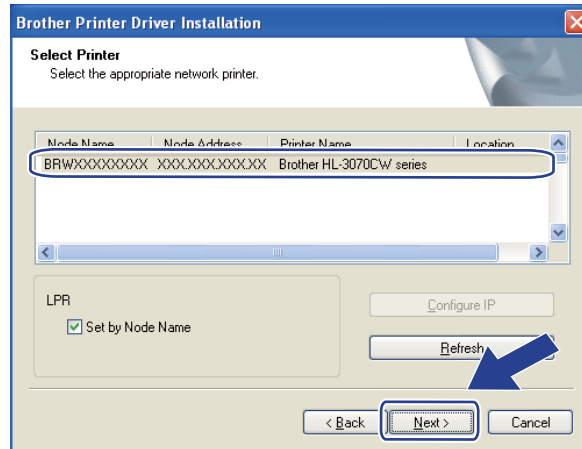 Brother Printer Driver Installation
Select Printer
Select the appropriate network printer.
Node Name Node Address Printer Name Location
BRWXXXXXXXX XXX.XXX.XXX.XX Brother HL-3070CW series
LPR
Set by Node Name
Configure IP
Refresh
< Back Next > Cancel